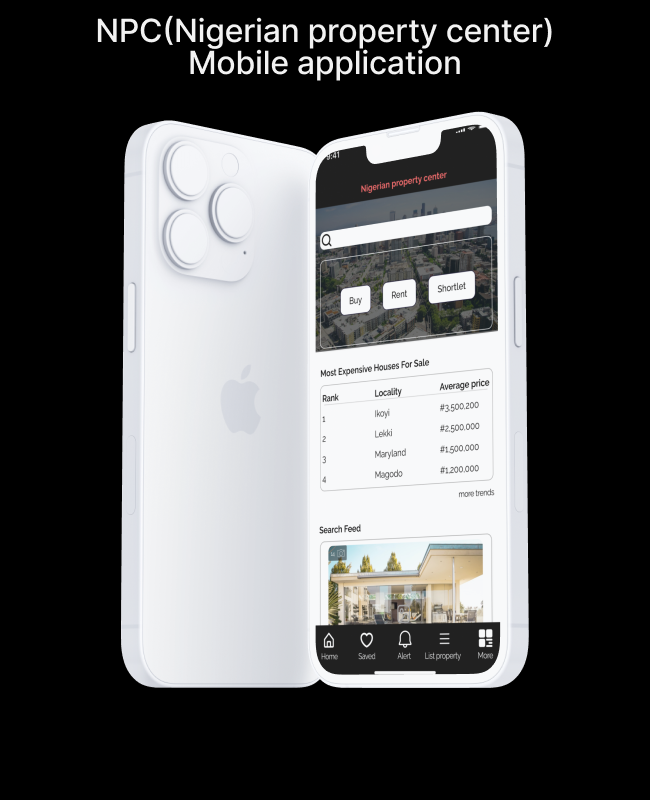 NPC(Nigerian property center)
Mobile application
9:41
Nigerian property center
Buy Rent Shortlet
Most Expensive Houses For Sale
Rank Locality Average price
1 Ikoyi #3,500,200
2 Lekki #2,500,000
3 Maryland #1,500,000
4 Magodo #1,200,000
more trends
Search Feed
Home Saved Alert List property More